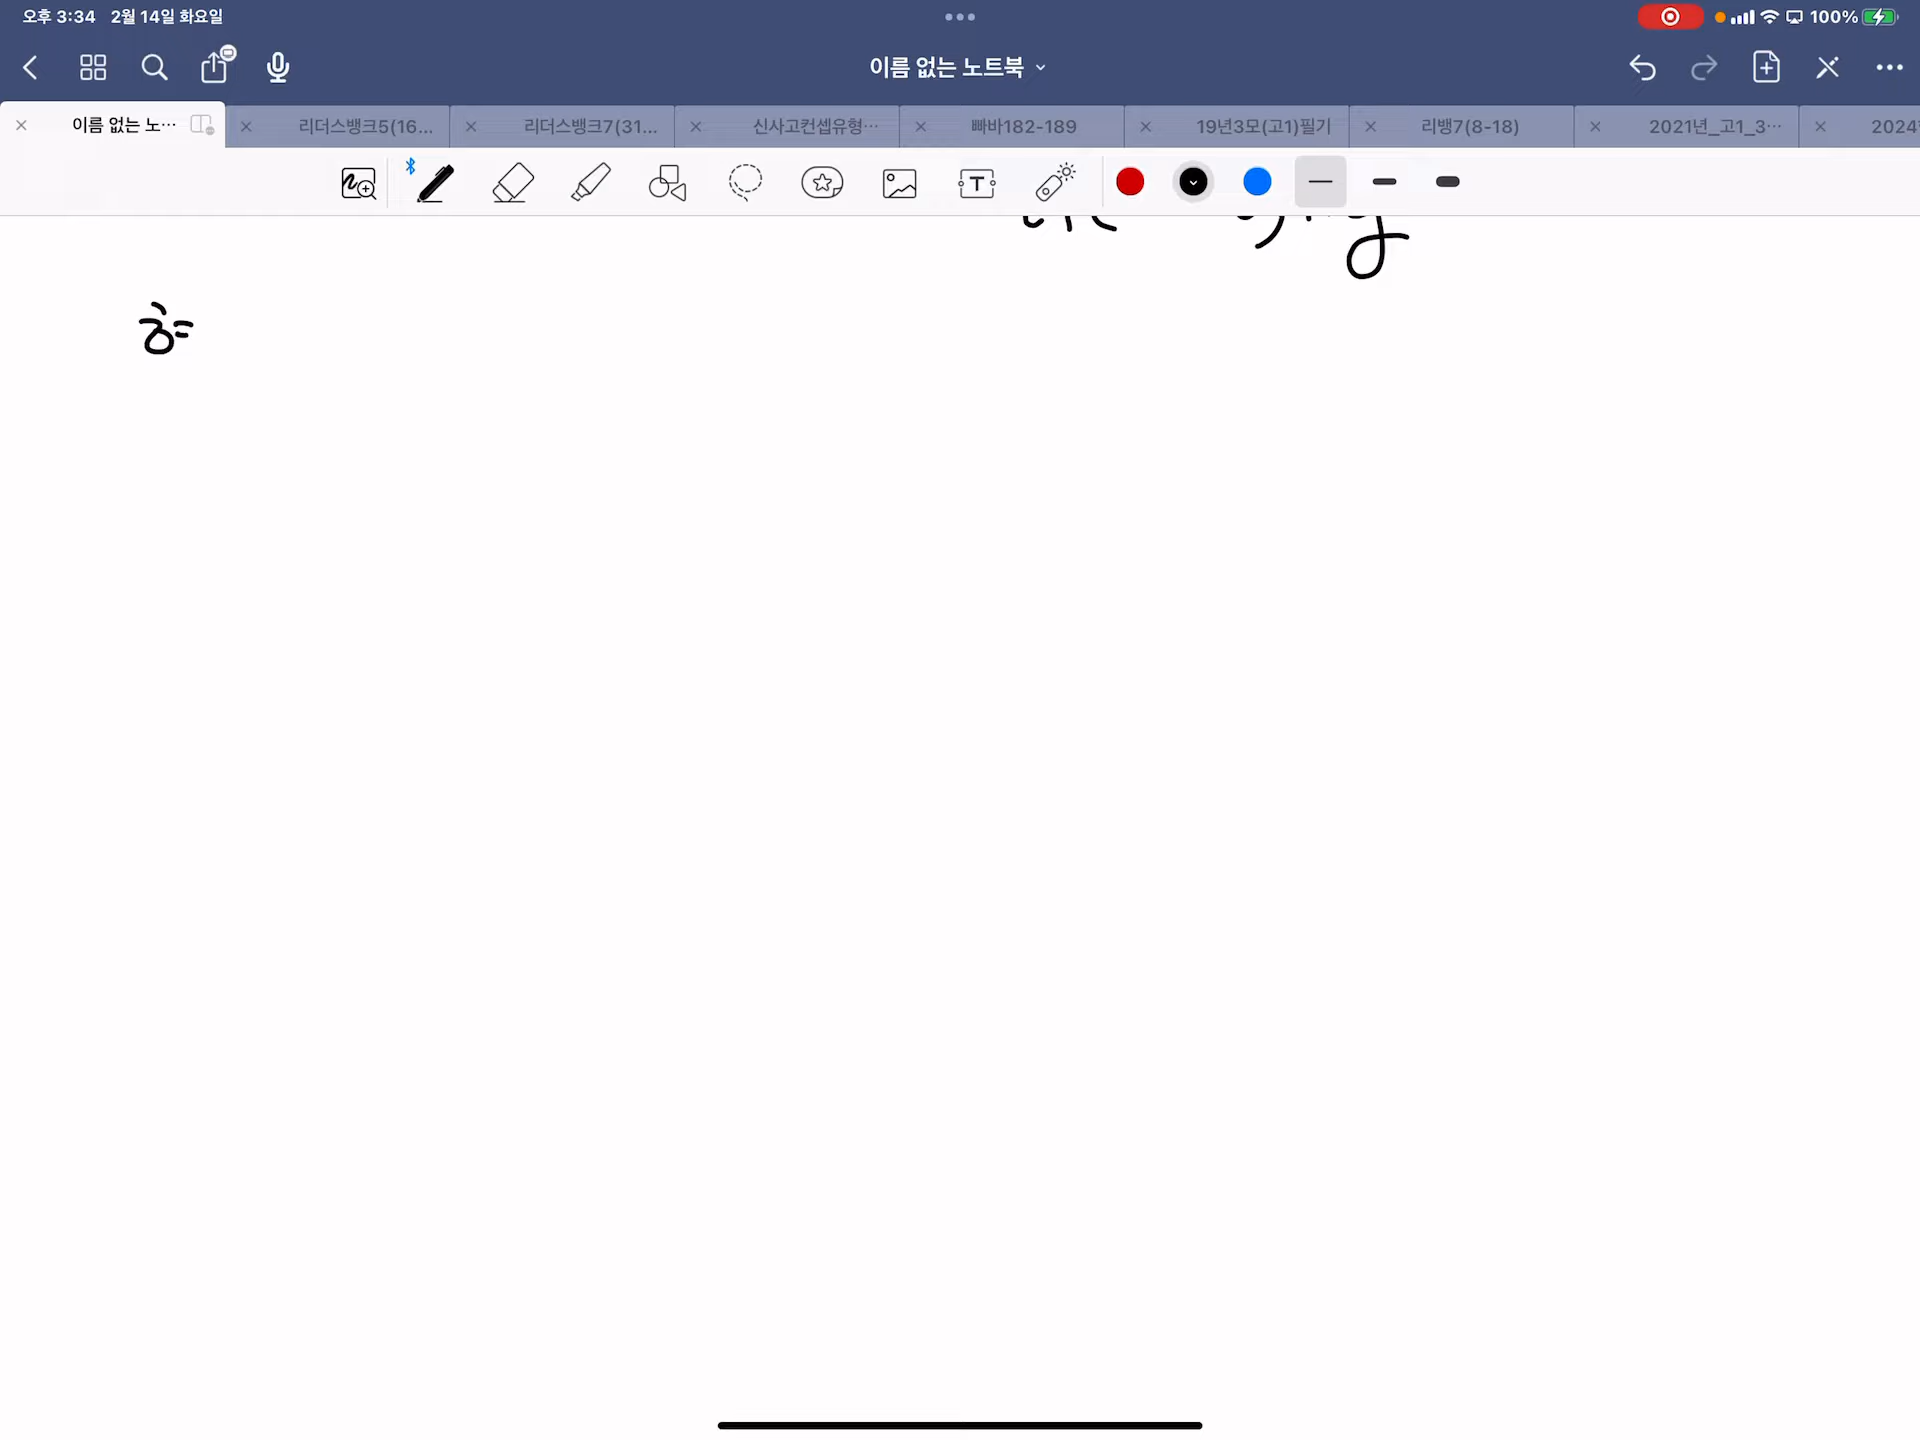 오후 3:34 2월 14일 화요일
100%
이름 없는 노트북
이름 없는 노…
리더스뱅크5(16...
리더스뱅크7(31...
신사고컨셉유형…
빠바182-189
19년3모(고1)필기
리뱅7(8-18)
2021년_고1_3…
2024